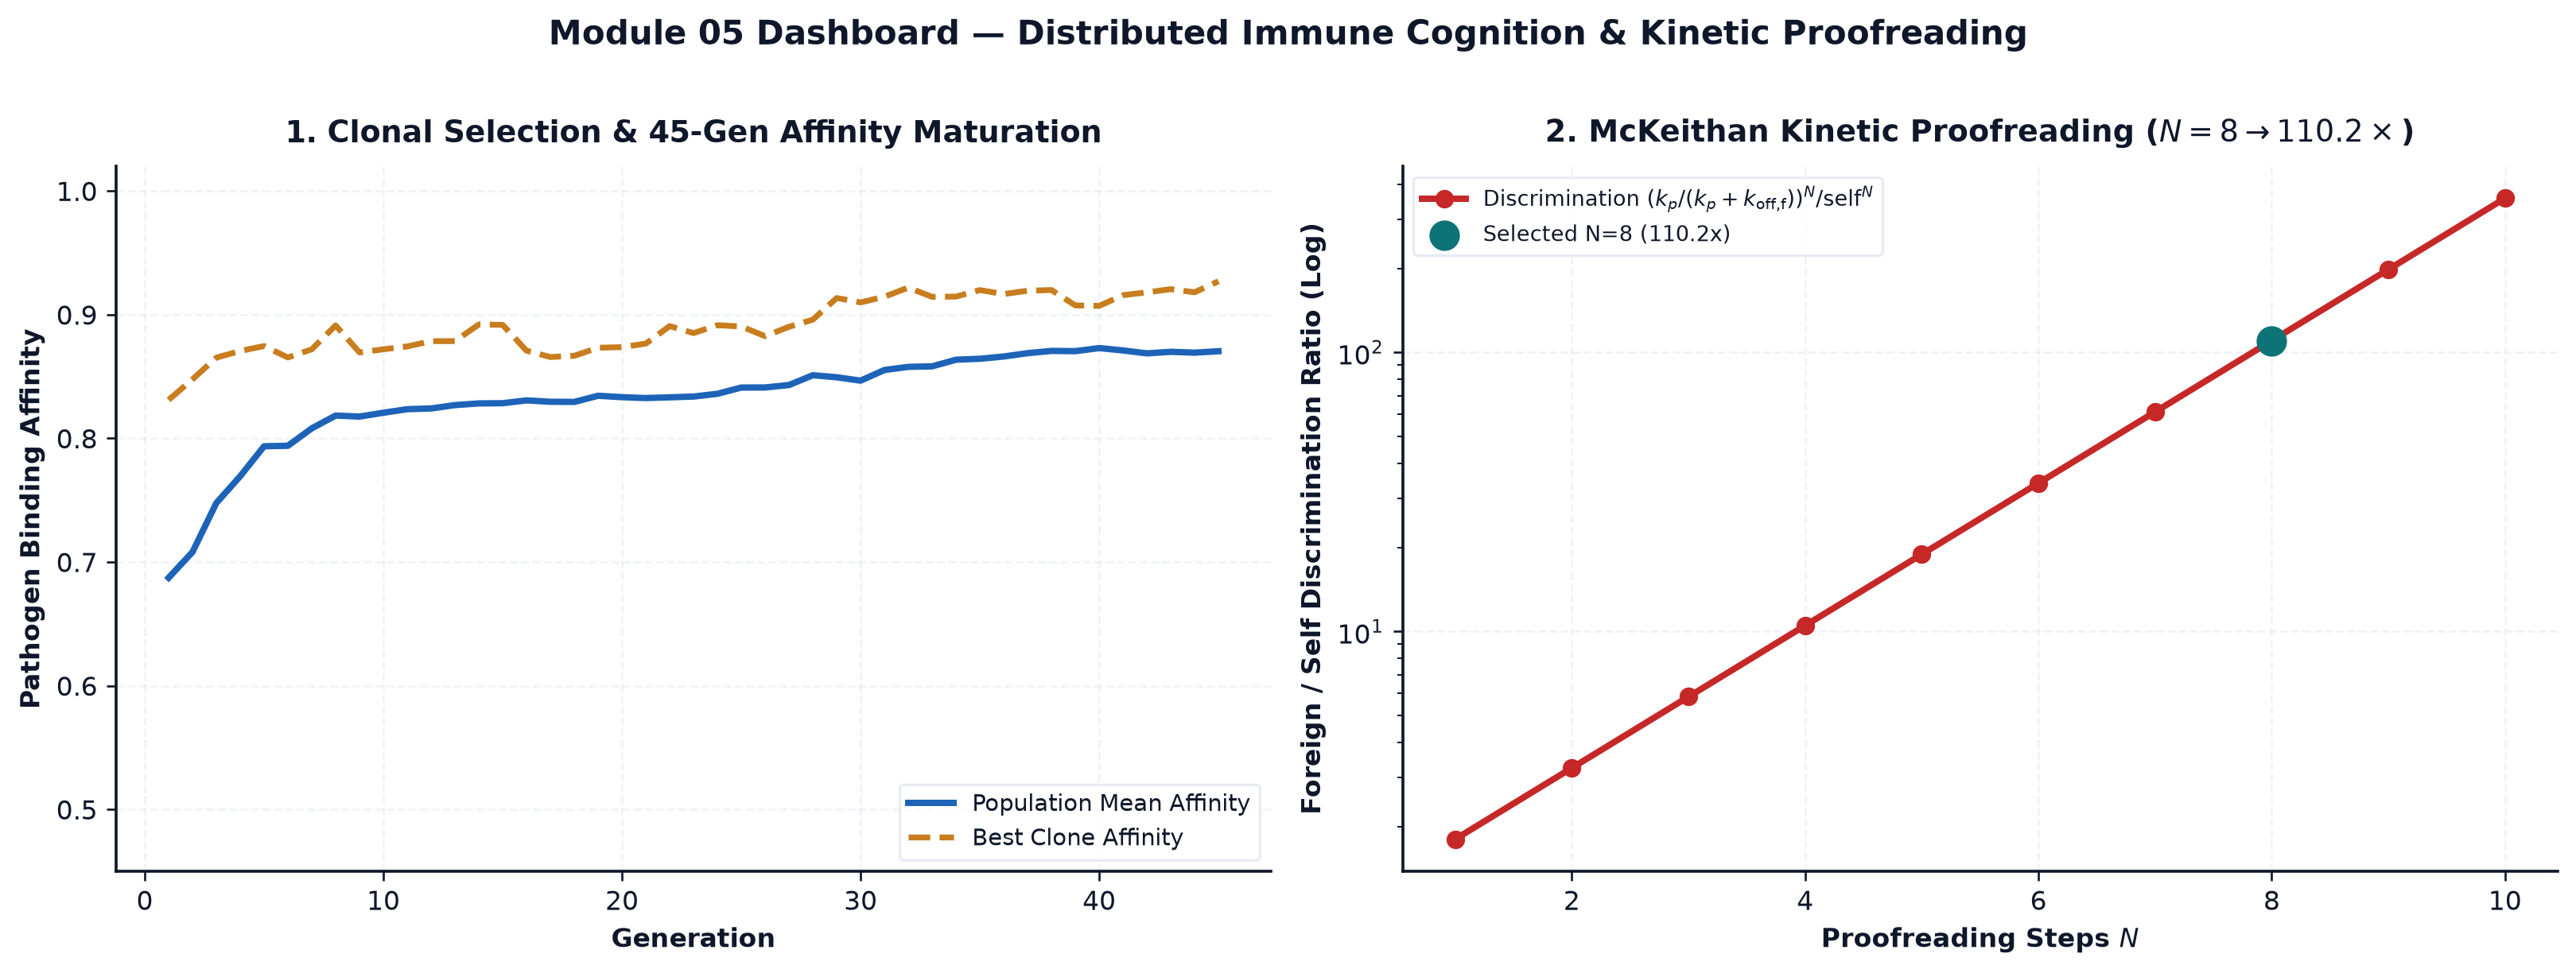 Module 05 Dashboard — Distributed Immune Cognition & Kinetic Proofreading
1. Clonal Selection & 45-Gen Affinity Maturation
Pathogen Binding Affinity
1.0
0.9
0.8
0.7
0.6
0.5
Population Mean Affinity
Best Clone Affinity
0 10 20 30 40
Generation
2. McKeithan Kinetic Proofreading (N = 8 → 110.2 ×)
Foreign / Self Discrimination Ratio (Log)
Discrimination (kₚ/(kₚ + k_off,f))^N/self^N
Selected N=8 (110.2x)
10²
10¹
2 4 6 8 10
Proofreading Steps N